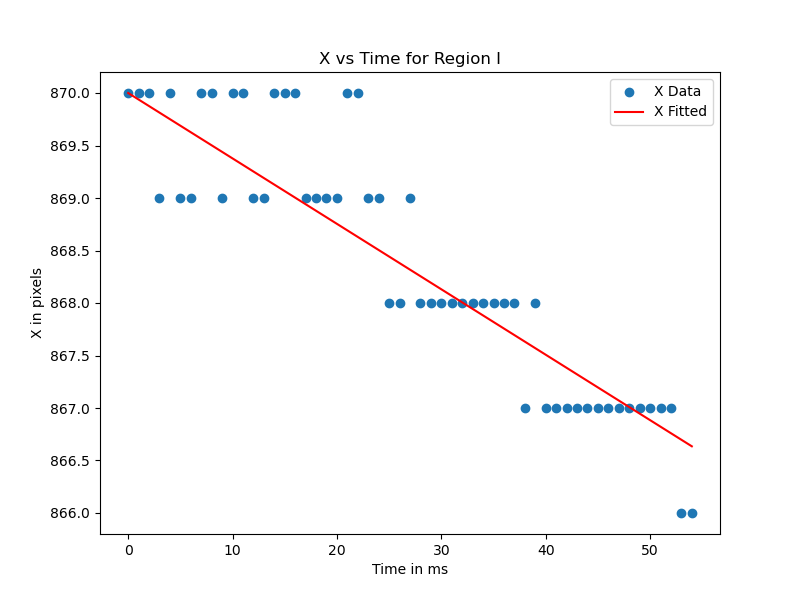 X vs Time for Region I
X Data
X Fitted
870.0
869.5
869.0
868.5
868.0
867.5
867.0
866.5
866.0
X in pixels
0 10 20 30 40 50
Time in ms